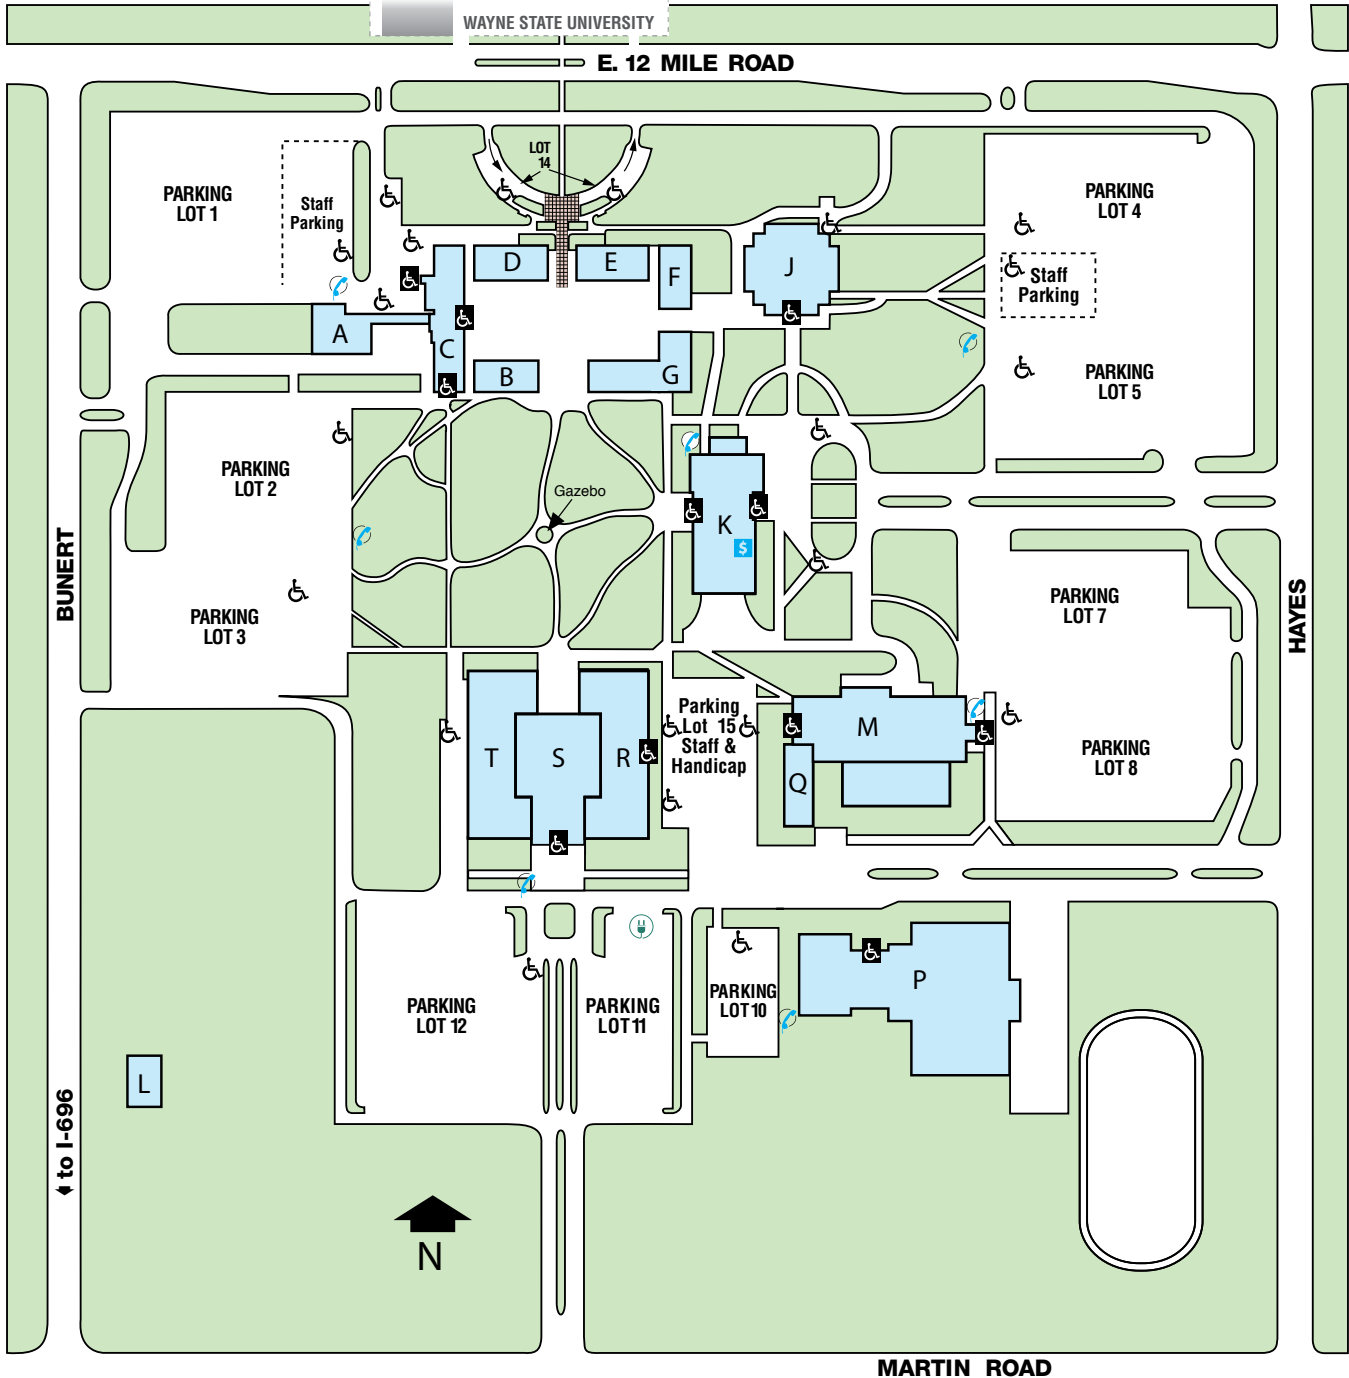 WAYNE STATE UNIVERSITY
E. 12 MILE ROAD
LOT
14
PARKING
LOT 1
Staff
Parking
PARKING
LOT 4
D
E
F
J
Staff
Parking
A
C
B
G
PARKING
LOT 5
PARKING
LOT 2
Gazebo
K
$
BUNERT
HAYES
PARKING
LOT 3
PARKING
LOT 7
Parking
Lot 15
Staff &
Handicap
M
T
S
R
Q
PARKING
LOT 8
PARKING
LOT 12
PARKING
LOT 11
PARKING
LOT 10
P
L
to I-696
N
MARTIN ROAD